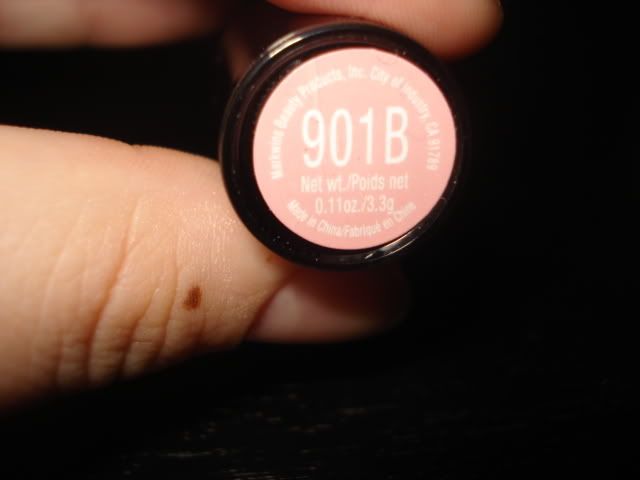 Markwins Beauty Products, Inc. City of Industry, CA 91789
901B
Net wt./Poids net
0.11oz./3.3g
Made in China/Fabriqué en Chine